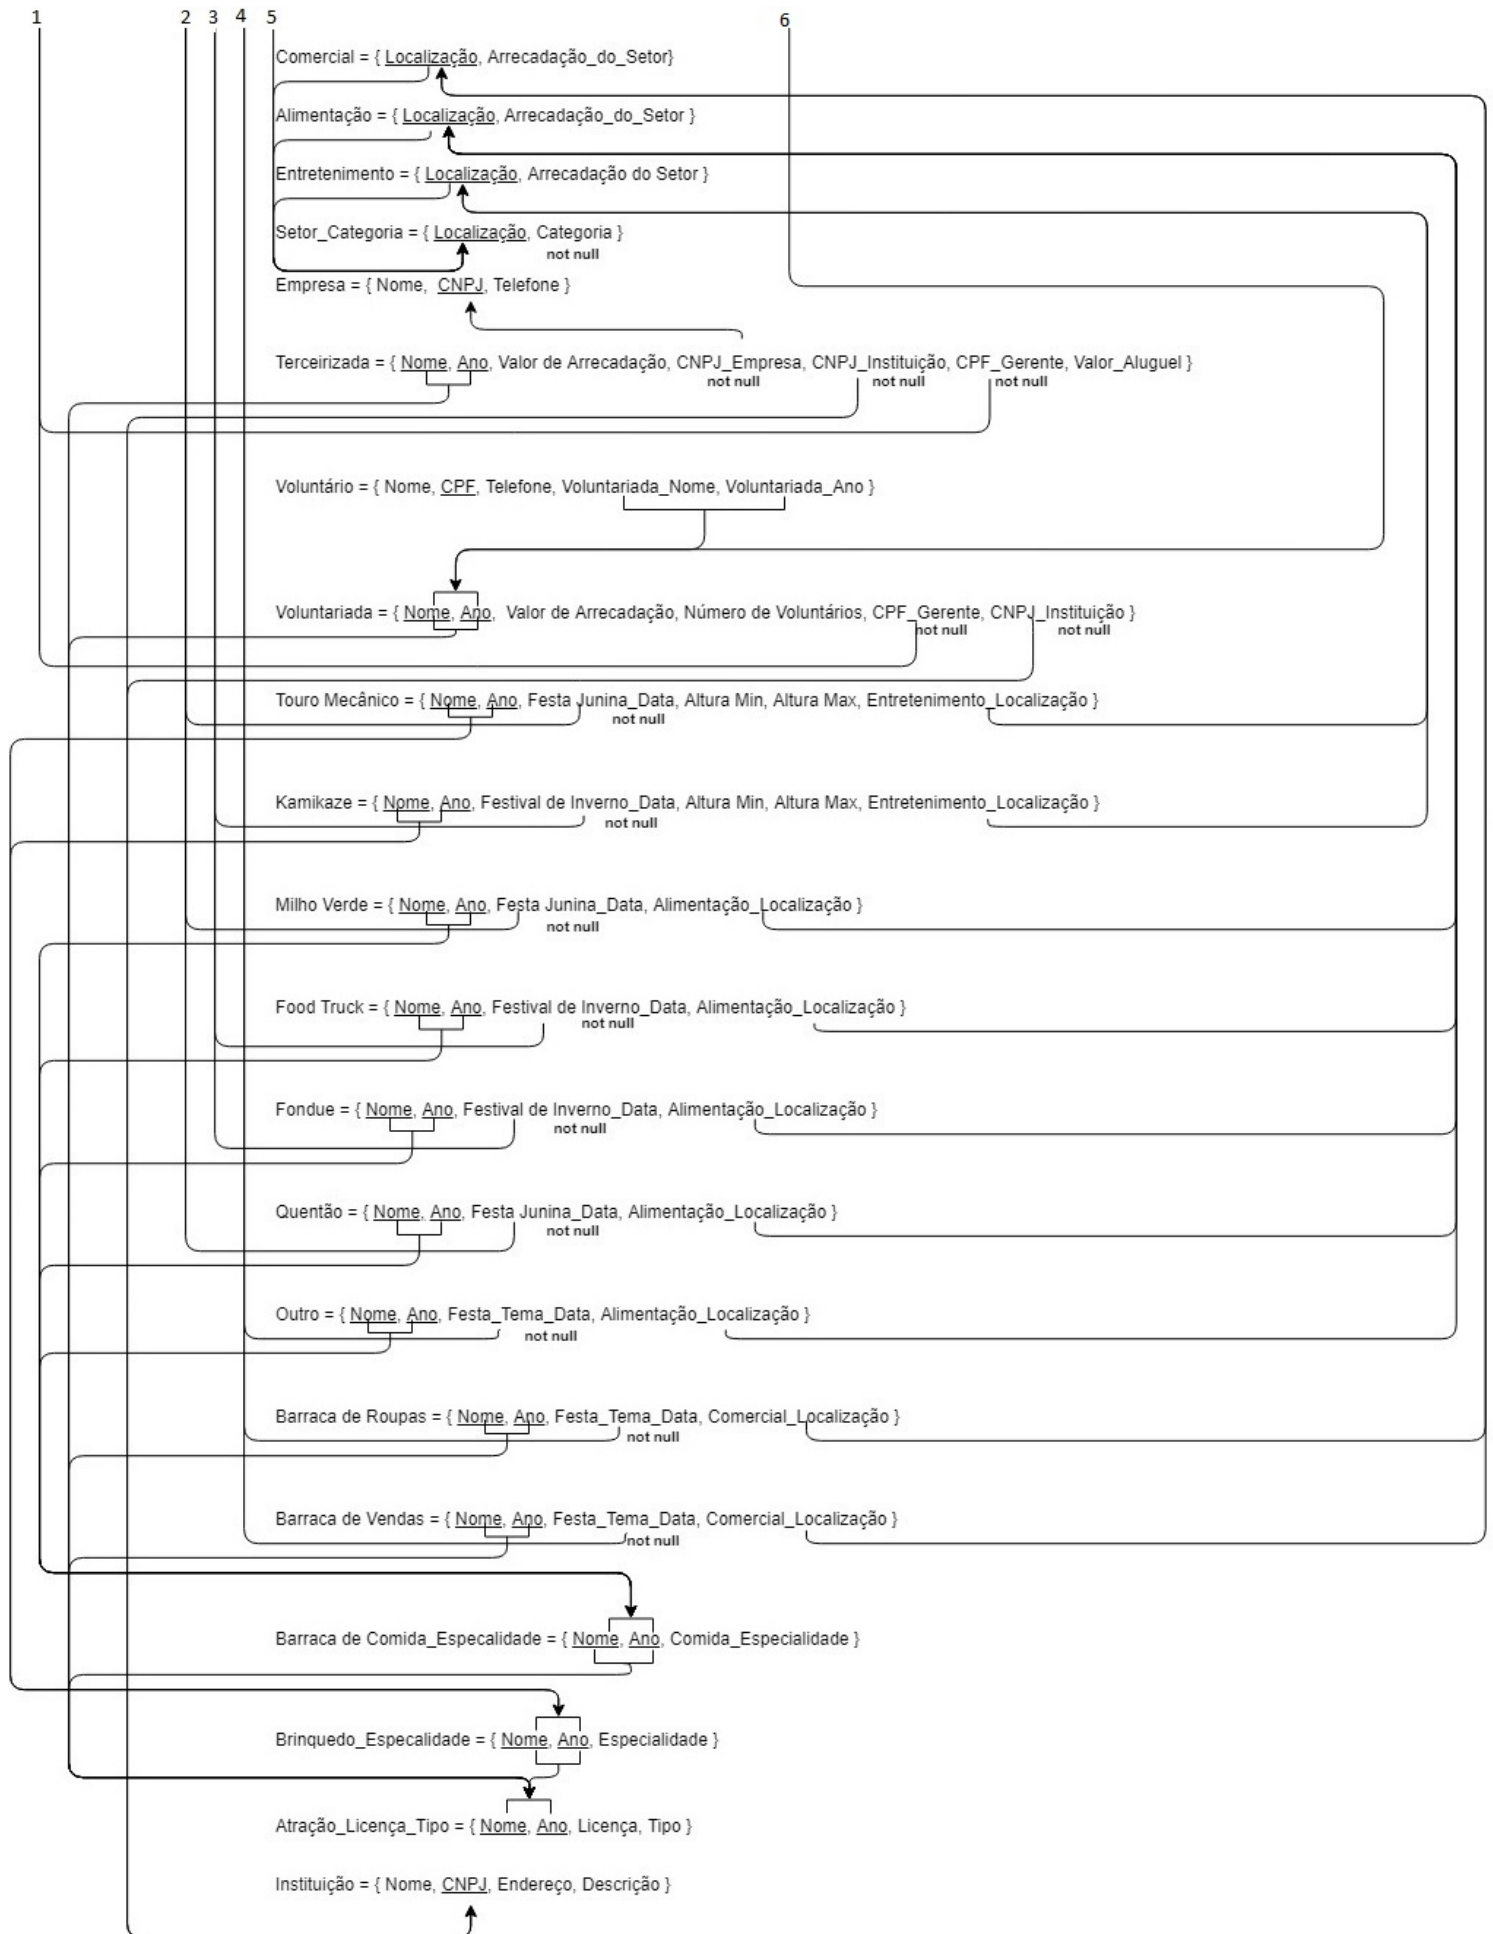 1 2 3 4 5 6
Comercial = { Localização, Arrecadação_do_Setor}
Alimentação = { Localização, Arrecadação_do_Setor }
Entretenimento = { Localização, Arrecadação do Setor }
Setor_Categoria = { Localização, Categoria }
not null
Empresa = { Nome, CNPJ, Telefone }
Terceirizada = { Nome, Ano, Valor de Arrecadação, CNPJ_Empresa, CNPJ_Instituição, CPF_Gerente, Valor_Aluguel }
not null not null not null
Voluntário = { Nome, CPF, Telefone, Voluntariada_Nome, Voluntariada_Ano }
Voluntariada = { Nome, Ano, Valor de Arrecadação, Número de Voluntários, CPF_Gerente, CNPJ_Instituição }
not null not null
Touro Mecânico = { Nome, Ano, Festa Junina_Data, Altura Min, Altura Max, Entretenimento_Localização }
not null
Kamikaze = { Nome, Ano, Festival de Inverno_Data, Altura Min, Altura Max, Entretenimento_Localização }
not null
Milho Verde = { Nome, Ano, Festa Junina_Data, Alimentação_Localização }
not null
Food Truck = { Nome, Ano, Festival de Inverno_Data, Alimentação_Localização }
not null
Fondue = { Nome, Ano, Festival de Inverno_Data, Alimentação_Localização }
not null
Quentão = { Nome, Ano, Festa Junina_Data, Alimentação_Localização }
not null
Outro = { Nome, Ano, Festa_Tema_Data, Alimentação_Localização }
not null
Barraca de Roupas = { Nome, Ano, Festa_Tema_Data, Comercial_Localização }
not null
Barraca de Vendas = { Nome, Ano, Festa_Tema_Data, Comercial_Localização }
not null
Barraca de Comida_Especalidade = { Nome, Ano, Comida_Especialidade }
Brinquedo_Especalidade = { Nome, Ano, Especialidade }
Atração_Licença_Tipo = { Nome, Ano, Licença, Tipo }
Instituição = { Nome, CNPJ, Endereço, Descrição }